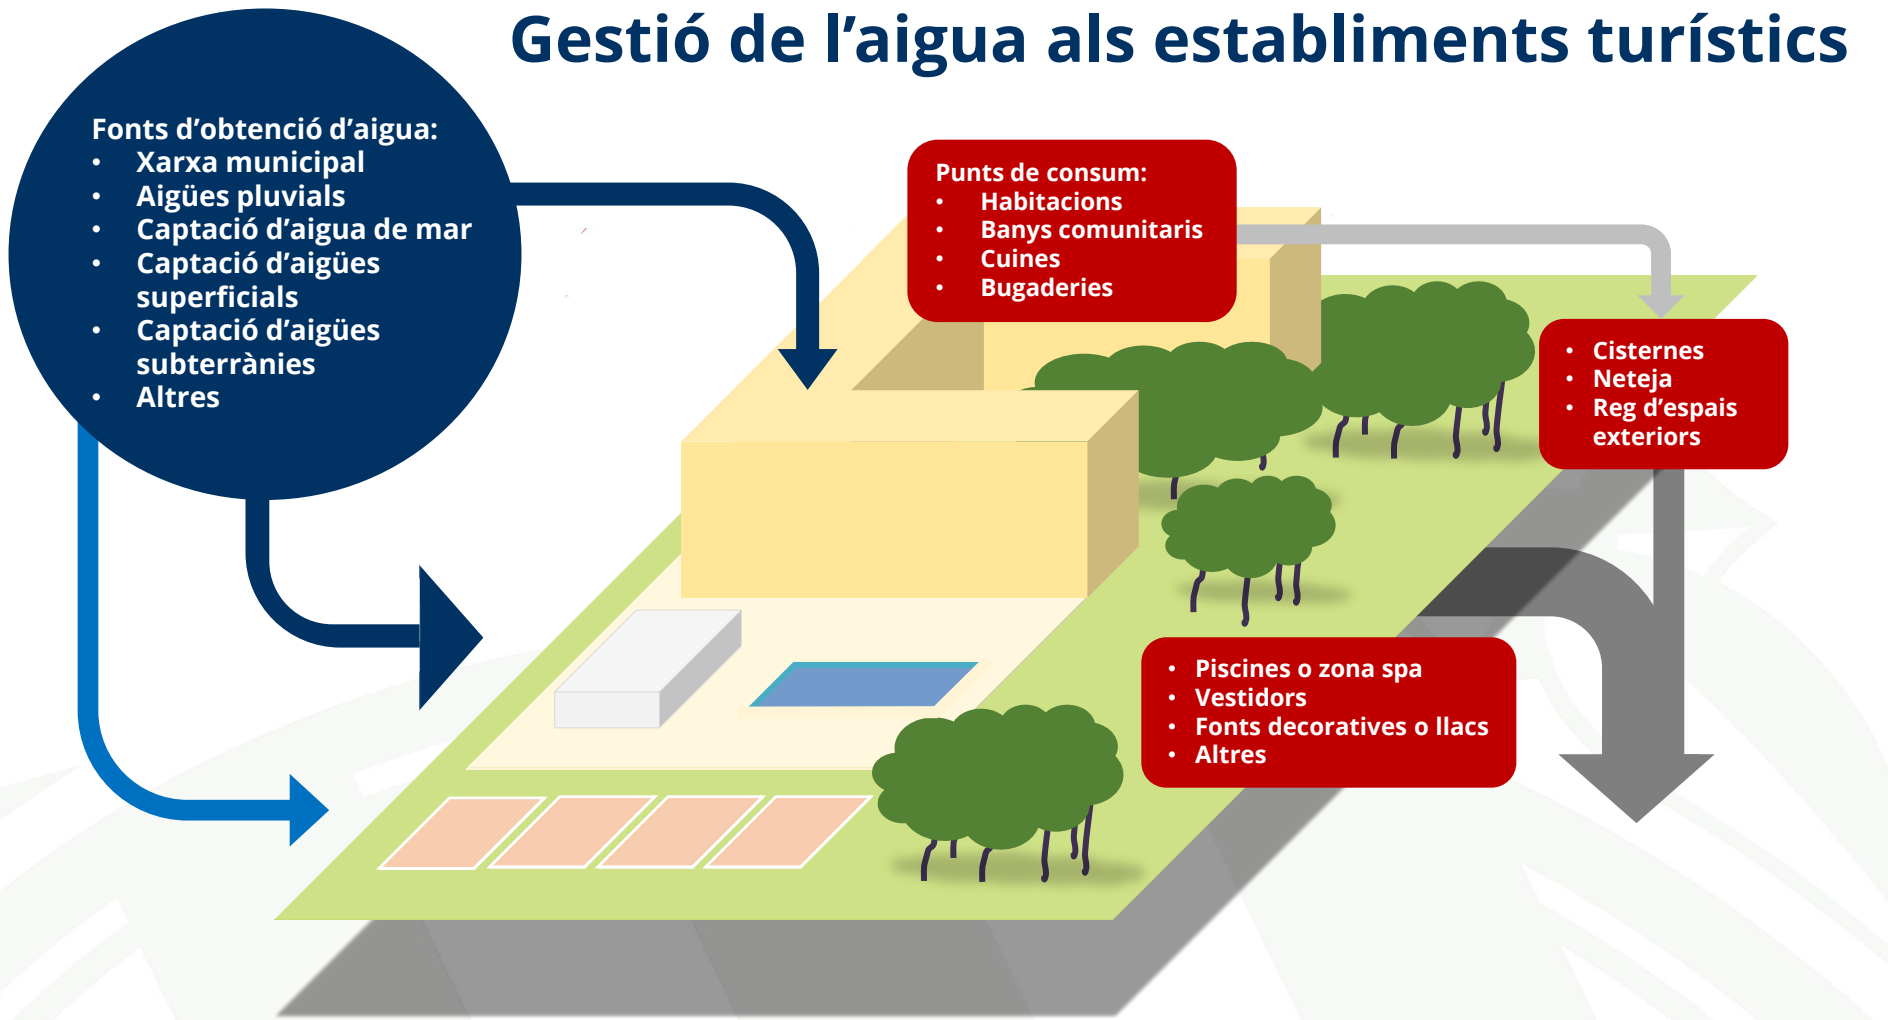 Gestió de l’aigua als establiments turístics
Fonts d’obtenció d’aigua:
• Xarxa municipal
• Aigües pluvials
• Captació d’aigua de mar
• Captació d’aigües
superficials
• Captació d’aigües
subterrànies
• Altres
Punts de consum:
• Habitacions
• Banys comunitaris
• Cuines
• Bugaderies
• Cisternes
• Neteja
• Reg d’espais
exteriors
• Piscines o zona spa
• Vestidors
• Fonts decoratives o llacs
• Altres